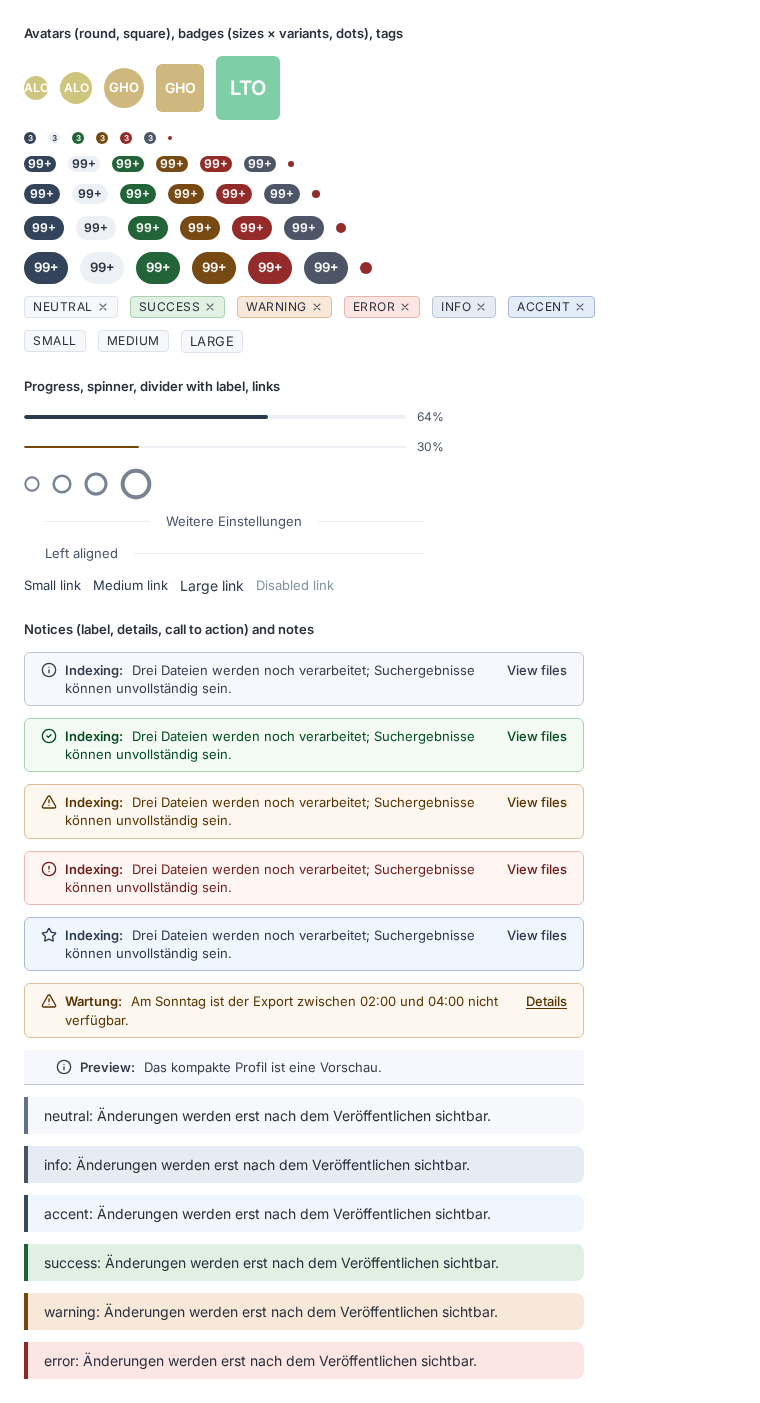 Avatars (round, square), badges (sizes × variants, dots), tags
ALO ALO GHO GHO LTO
3 3 3 3 3 3
99+ 99+ 99+ 99+ 99+ 99+
99+ 99+ 99+ 99+ 99+ 99+
99+ 99+ 99+ 99+ 99+ 99+
99+ 99+ 99+ 99+ 99+ 99+
NEUTRAL × SUCCESS × WARNING × ERROR × INFO × ACCENT ×
SMALL MEDIUM LARGE
Progress, spinner, divider with label, links
64%
30%
Weitere Einstellungen
Left aligned
Small link Medium link Large link Disabled link
Notices (label, details, call to action) and notes
Indexing: Drei Dateien werden noch verarbeitet; Suchergebnisse View files
können unvollständig sein.
Indexing: Drei Dateien werden noch verarbeitet; Suchergebnisse View files
können unvollständig sein.
Indexing: Drei Dateien werden noch verarbeitet; Suchergebnisse View files
können unvollständig sein.
Indexing: Drei Dateien werden noch verarbeitet; Suchergebnisse View files
können unvollständig sein.
Indexing: Drei Dateien werden noch verarbeitet; Suchergebnisse View files
können unvollständig sein.
Wartung: Am Sonntag ist der Export zwischen 02:00 und 04:00 nicht Details
verfügbar.
Preview: Das kompakte Profil ist eine Vorschau.
neutral: Änderungen werden erst nach dem Veröffentlichen sichtbar.
info: Änderungen werden erst nach dem Veröffentlichen sichtbar.
accent: Änderungen werden erst nach dem Veröffentlichen sichtbar.
success: Änderungen werden erst nach dem Veröffentlichen sichtbar.
warning: Änderungen werden erst nach dem Veröffentlichen sichtbar.
error: Änderungen werden erst nach dem Veröffentlichen sichtbar.